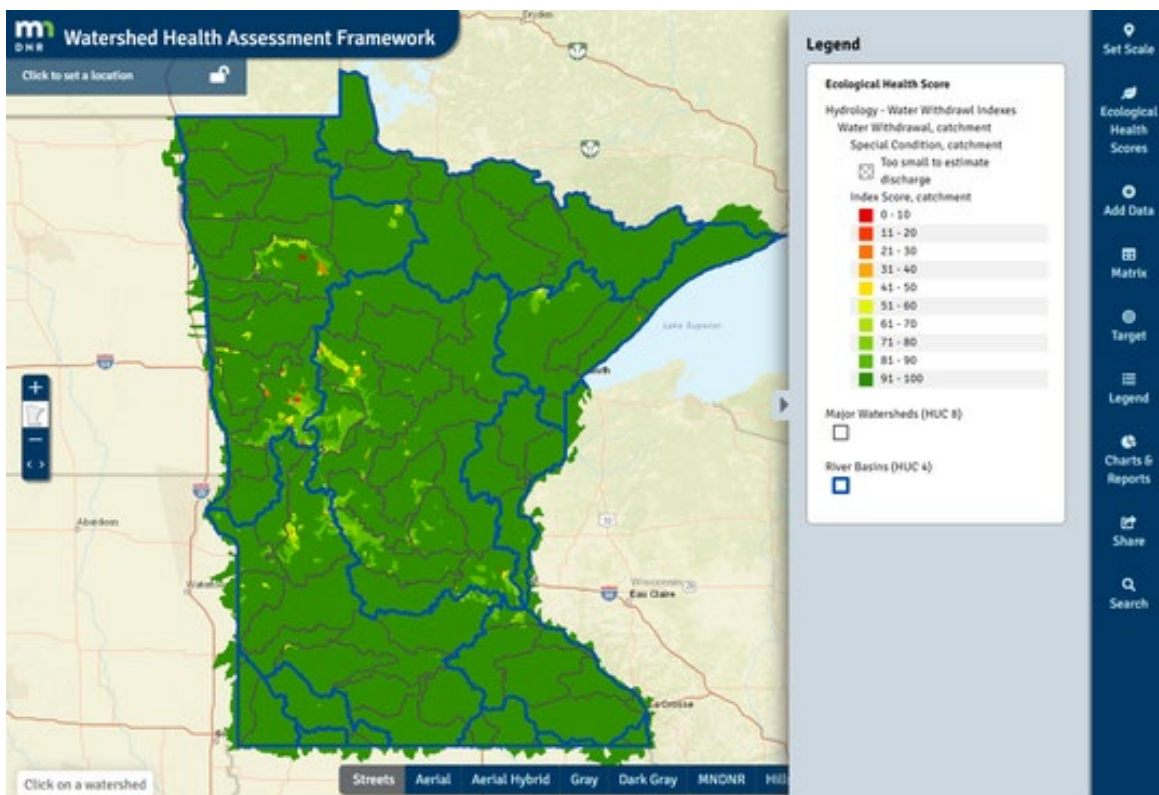 mn
DNR
Watershed Health Assessment Framework
Click to set a location
Dryden
Lake Superior
Aberdeen
Wisconsin
Eau Claire
LaCrosse
Click on a watershed
Streets
Aerial
Aerial Hybrid
Gray
Dark Gray
MNDNR
Legend
Ecological Health Score
Hydrology - Water Withdrawl Indexes
Water Withdrawal, catchment
Special Condition, catchment
Too small to estimate
discharge
Index Score, catchment
0 - 10
11 - 20
21 - 30
31 - 40
41 - 50
51 - 60
61 - 70
71 - 80
81 - 90
91 - 100
Major Watersheds (HUC 8)
River Basins (HUC 4)
Set Scale
Ecological
Health
Scores
Add Data
Matrix
Target
Legend
Charts &
Reports
Share
Search